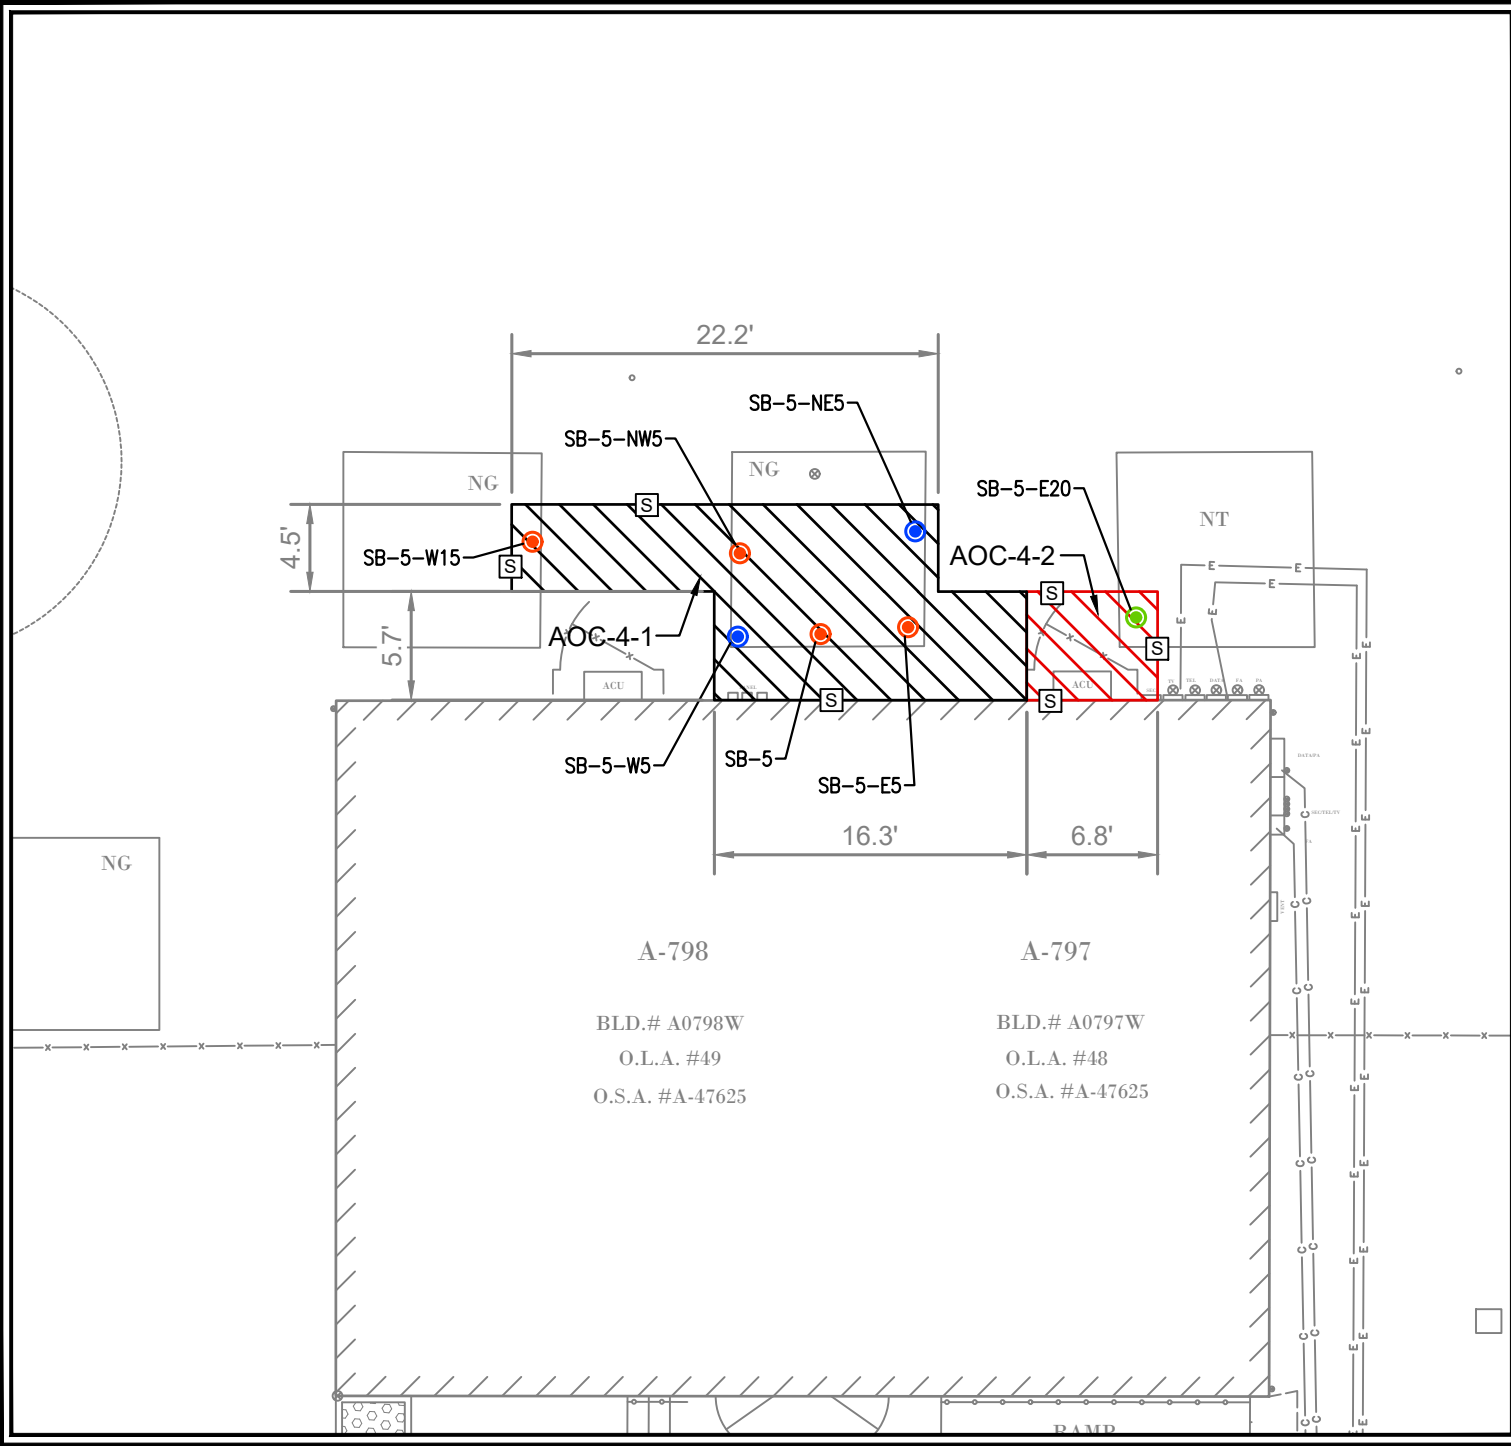 22.2'
SB-5-NE5
SB-5-NW5
NG
NG
SB-5-E20
NT
S
4.5'
SB-5-W15
AOC-4-2
S
S
AOC-4-1
5.7'
S
ACU
ACU
S
S
SB-5-W5
SB-5
SB-5-E5
DATA/PA
16.3'
6.8'
NG
A-798
A-797
BLD.# A0798W
BLD.# A0797W
O.L.A. #49
O.L.A. #48
O.S.A. #A-47625
O.S.A. #A-47625
RAMP